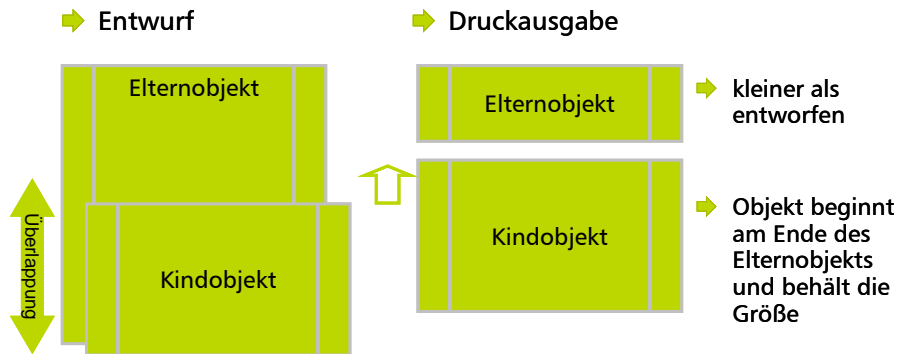 Entwurf
Druckausgabe
Elternobjekt
Elternobjekt
kleiner als
entworfen
Überlappung
Kindobjekt
Kindobjekt
Objekt beginnt
am Ende des
Elternobjekts
und behält die
Größe